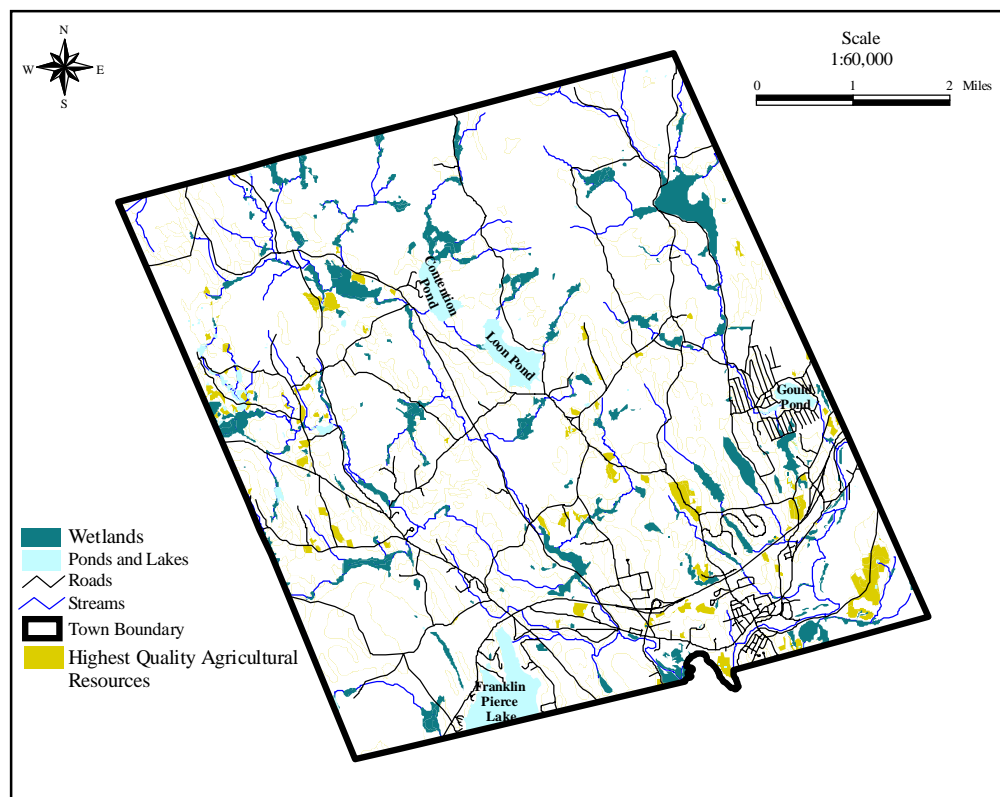 N
W
E
S
Scale
1:60,000
0
1
2
Miles
Contention
Pond
Loon Pond
Gould
Pond
Franklin
Pierce
Lake
Wetlands
Ponds and Lakes
Roads
Streams
Town Boundary
Highest Quality Agricultural
Resources